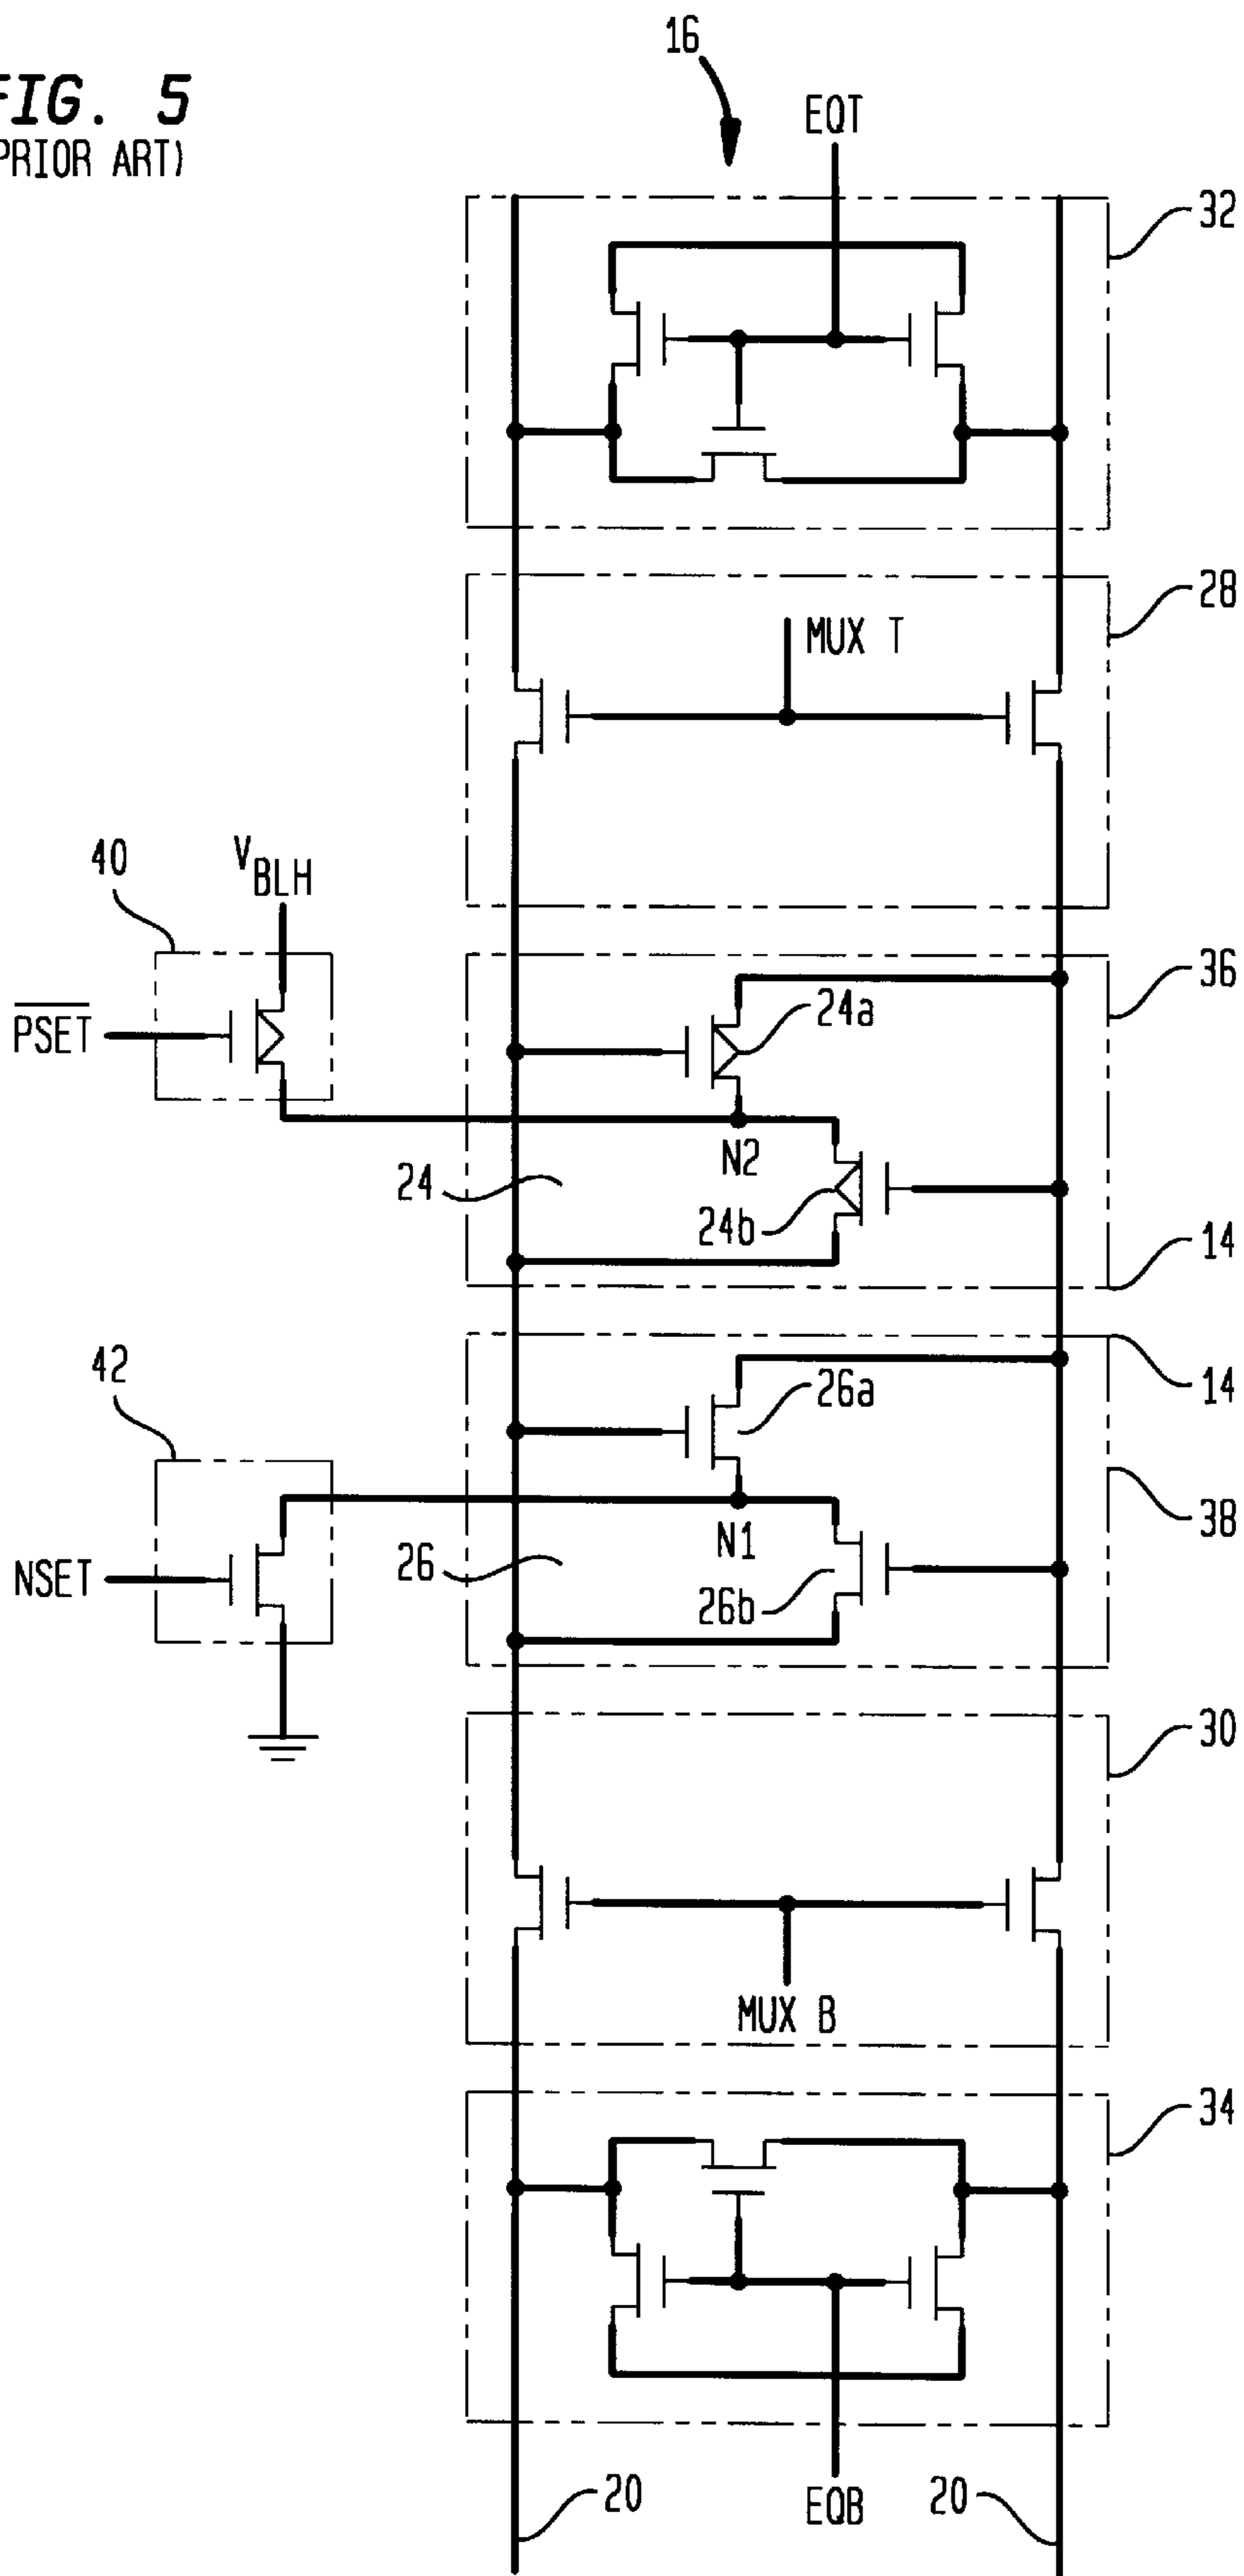 16
FIG. 5
PRIOR ART)
EQT
32
28
MUX T
40
VBLH
36
PSET
24a
N2
24
24b
14
42
14
26a
38
N1
NSET
26
26b
30
MUX B
34
20
EQB
20